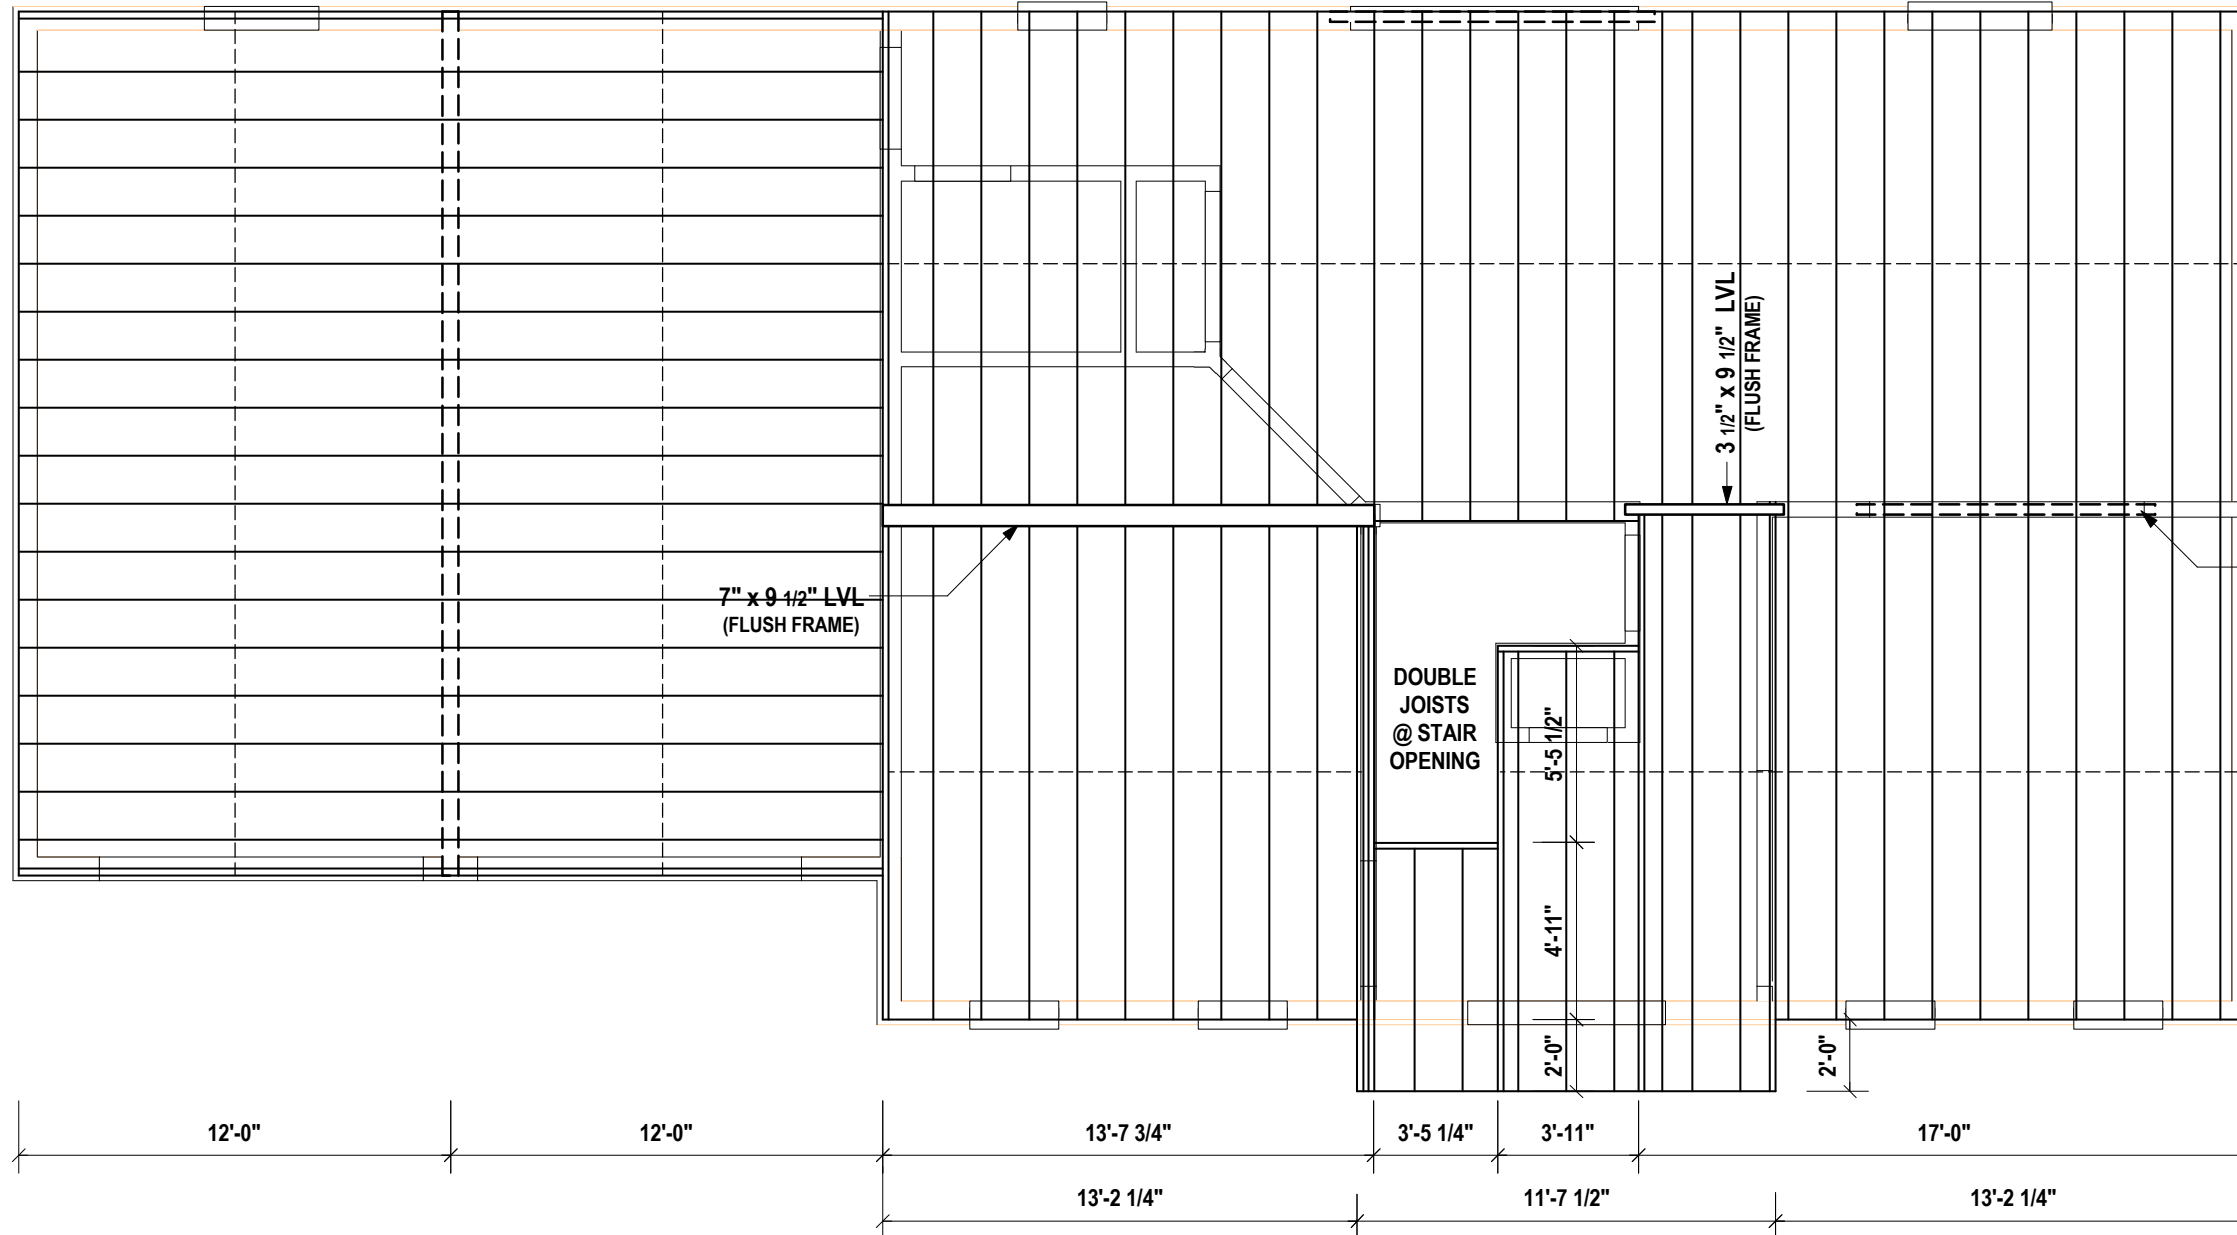 3 1/2" x 9 1/2" LVL
(FLUSH FRAME)
7" x 9 1/2" LVL
(FLUSH FRAME)
DOUBLE
JOISTS
@ STAIR
OPENING
5'-5 1/2"
4'-11"
2'-0"
2'-0"
12'-0"
12'-0"
13'-7 3/4"
3'-5 1/4"
3'-11"
17'-0"
13'-2 1/4"
11'-7 1/2"
13'-2 1/4"